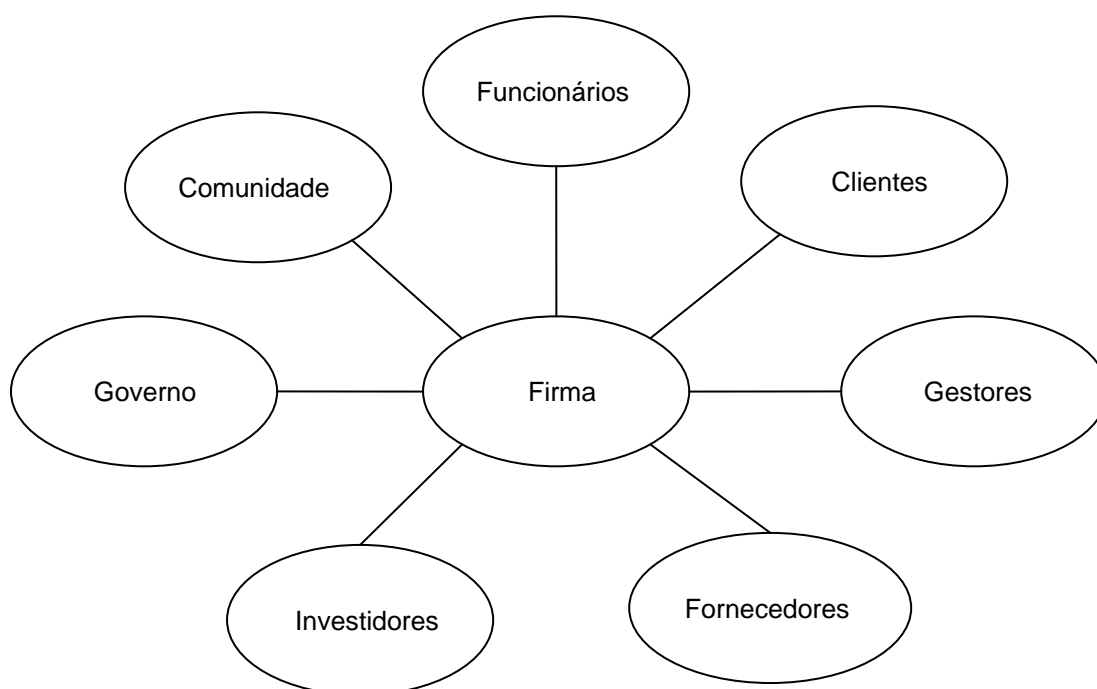 Funcionários
Comunidade
Clientes
Governo
Firma
Gestores
Investidores
Fornecedores